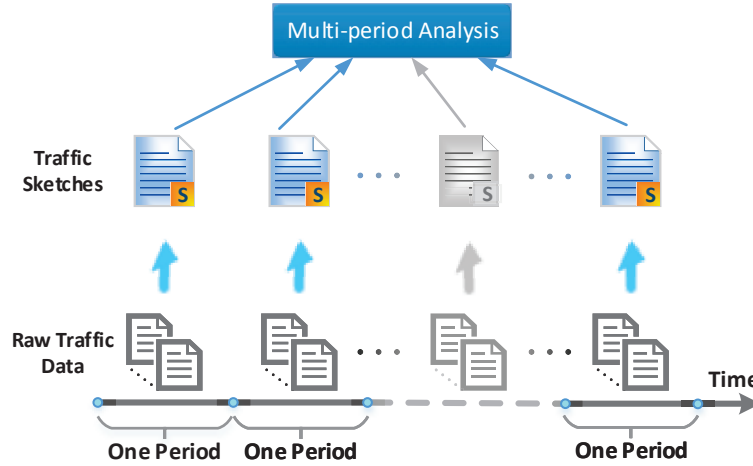 Multi-period Analysis
Traffic
Sketches
S
S
S
S
Raw Traffic
Data
Time
One Period
One Period
One Period